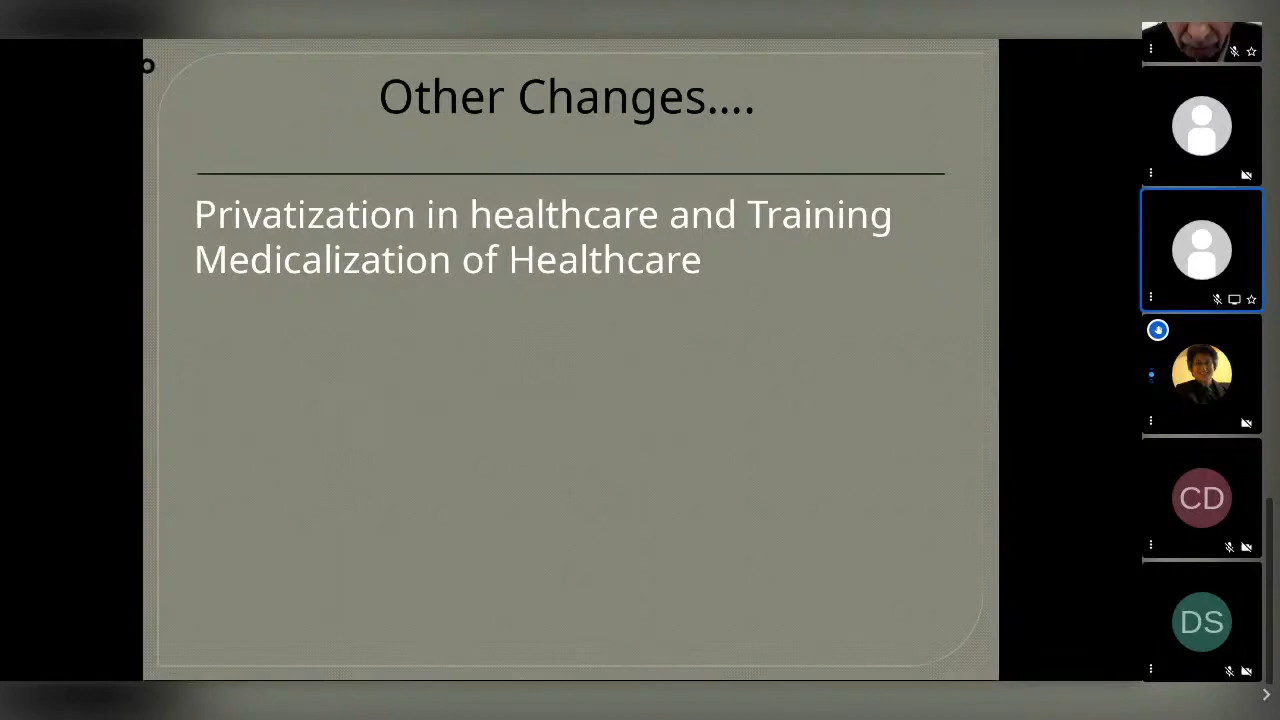 Other Changes....
Privatization in healthcare and Training
Medicalization of Healthcare
CD
DS